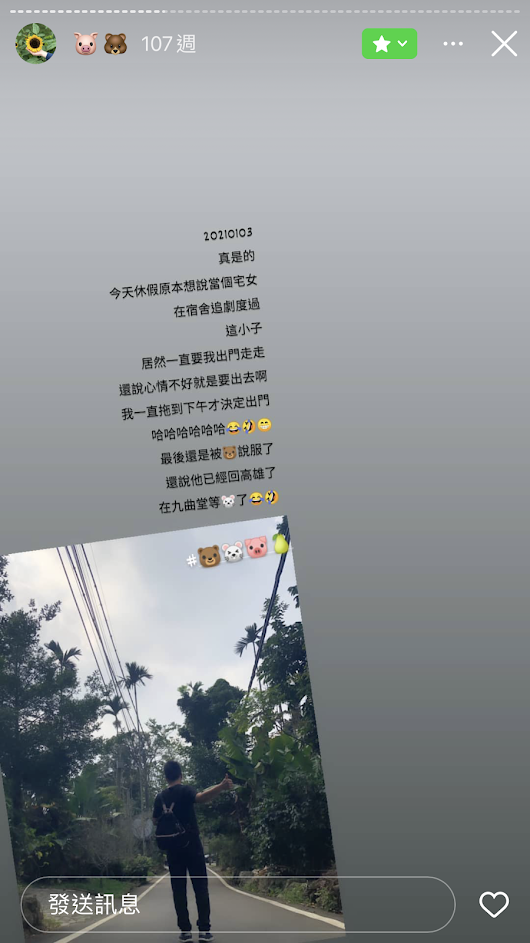 🐷🐻 107週
20210103
真是的
今天休假原本想說當個宅女
在宿舍追劇度過
這小子
居然一直要我出門走走
還說心情不好就是要出去啊
我一直拖到下午才決定出門
哈哈哈哈哈哈😂🤣😁
最後還是被🐻說服了
還說他已經回高雄了
在九曲堂等🐭了😂🤣
#🐻🐭🐷🍐
發送訊息